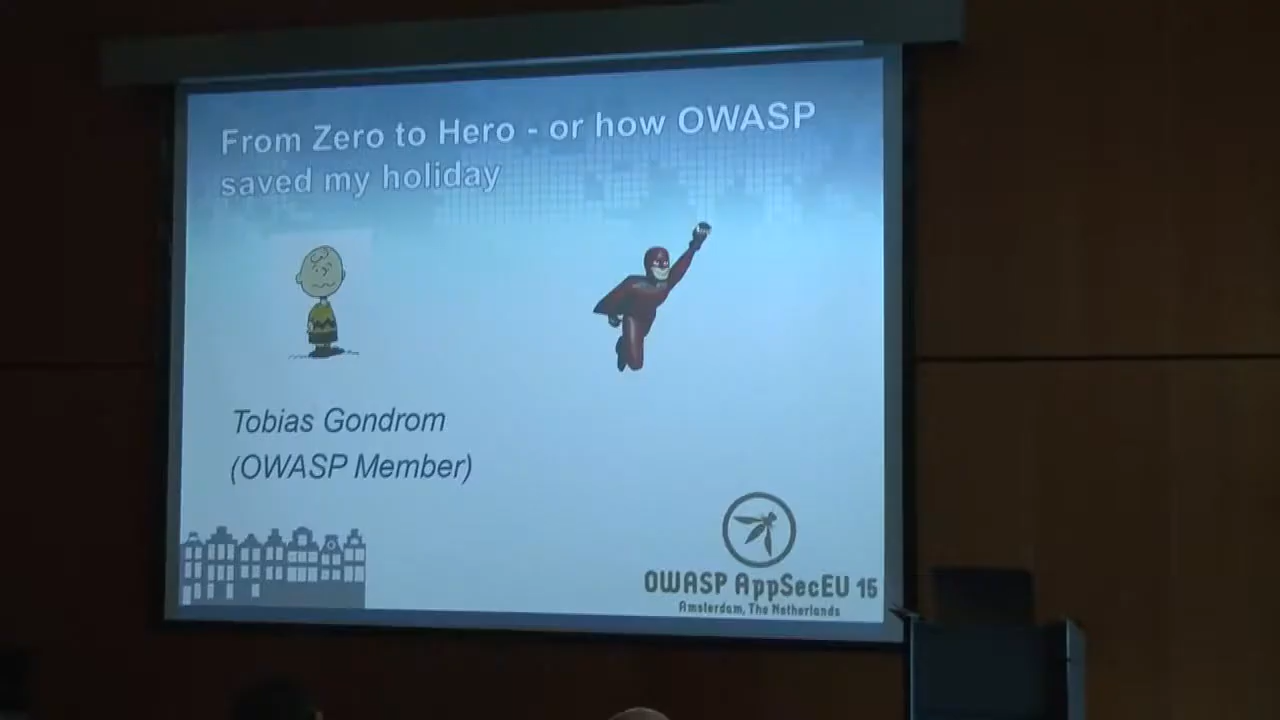 From Zero to Hero - or how OWASP
saved my holiday
Tobias Gondrom
(OWASP Member)
OWASP AppSecEU 15
Amsterdam, The Netherlands